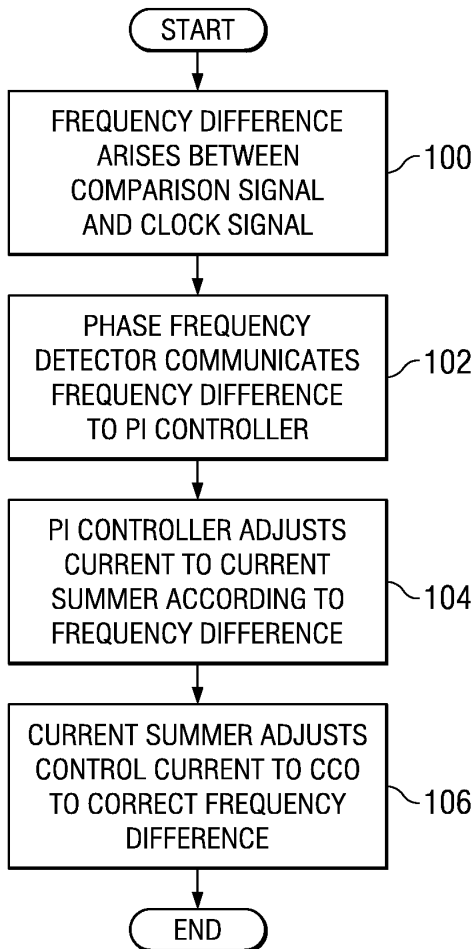 START
FREQUENCY DIFFERENCE
ARISES BETWEEN
COMPARISON SIGNAL
AND CLOCK SIGNAL
100
PHASE FREQUENCY
DETECTOR COMMUNICATES
FREQUENCY DIFFERENCE
TO PI CONTROLLER
102
PI CONTROLLER ADJUSTS
CURRENT TO CURRENT
SUMMER ACCORDING TO
FREQUENCY DIFFERENCE
104
CURRENT SUMMER ADJUSTS
CONTROL CURRENT TO CCO
TO CORRECT FREQUENCY
DIFFERENCE
106
END